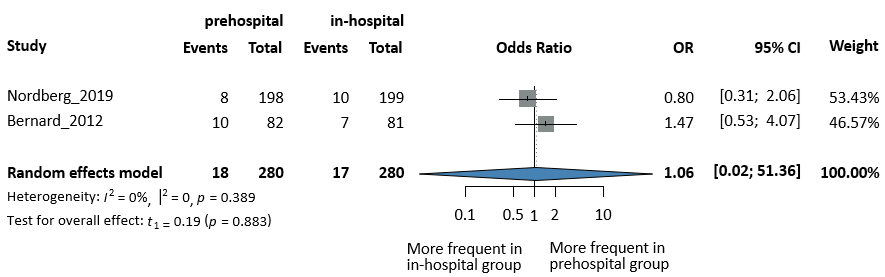 prehospital in-hospital
Study Events Total Events Total Odds Ratio OR 95% CI Weight
Nordberg_2019 8 198 10 199 0.80 [0.31; 2.06] 53.43%
Bernard_2012 10 82 7 81 1.47 [0.53; 4.07] 46.57%
Random effects model 18 280 17 280 1.06 [0.02; 51.36] 100.00%
Heterogeneity: I² = 0%, |² = 0, p = 0.389
Test for overall effect: t₁ = 0.19 (p = 0.883)
0.1 0.5 1 2 10
More frequent in
in-hospital group
More frequent in
prehospital group